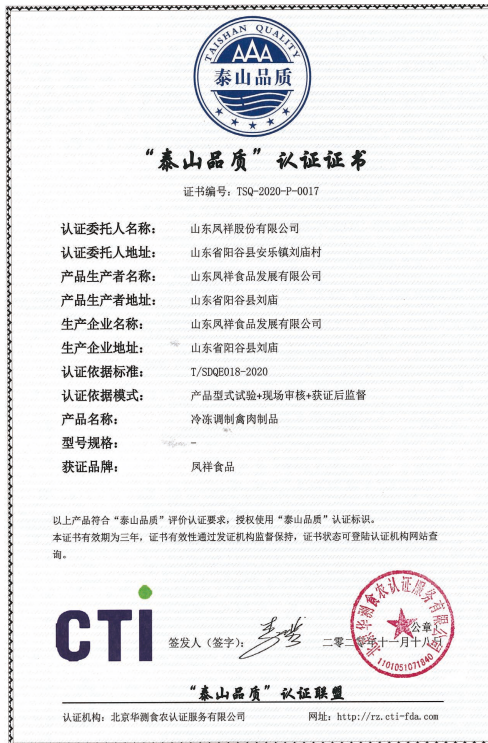 TAISHAN QUALITY
AAA
泰山品质
“泰山品质”认证证书
证书编号：TSQ-2020-P-0017
认证委托人名称： 山东凤祥股份有限公司
认证委托人地址： 山东省阳谷县安乐镇刘庙村
产品生产者名称： 山东凤祥食品发展有限公司
产品生产者地址： 山东省阳谷县刘庙
生产企业名称： 山东凤祥食品发展有限公司
生产企业地址： 山东省阳谷县刘庙
认证依据标准： T/SDQE018-2020
认证依据模式： 产品型式试验+现场审核+获证后监督
产品名称： 冷冻调制禽肉制品
型号规格： -
获证品牌： 凤祥食品
以上产品符合“泰山品质”评价认证要求，授权使用“泰山品质”认证标识。
本证书有效期为三年，证书有效性通过发证机构监督保持，证书状态可登陆认证机构网站查
询。
CTi
签发人（签字）：
二零二零年十一月十八日
（公章）
北京华测食农认证服务有限公司
1101051071840
“泰山品质”认证联盟
认证机构：北京华测食农认证服务有限公司 网址：http://rz.cti-fda.com